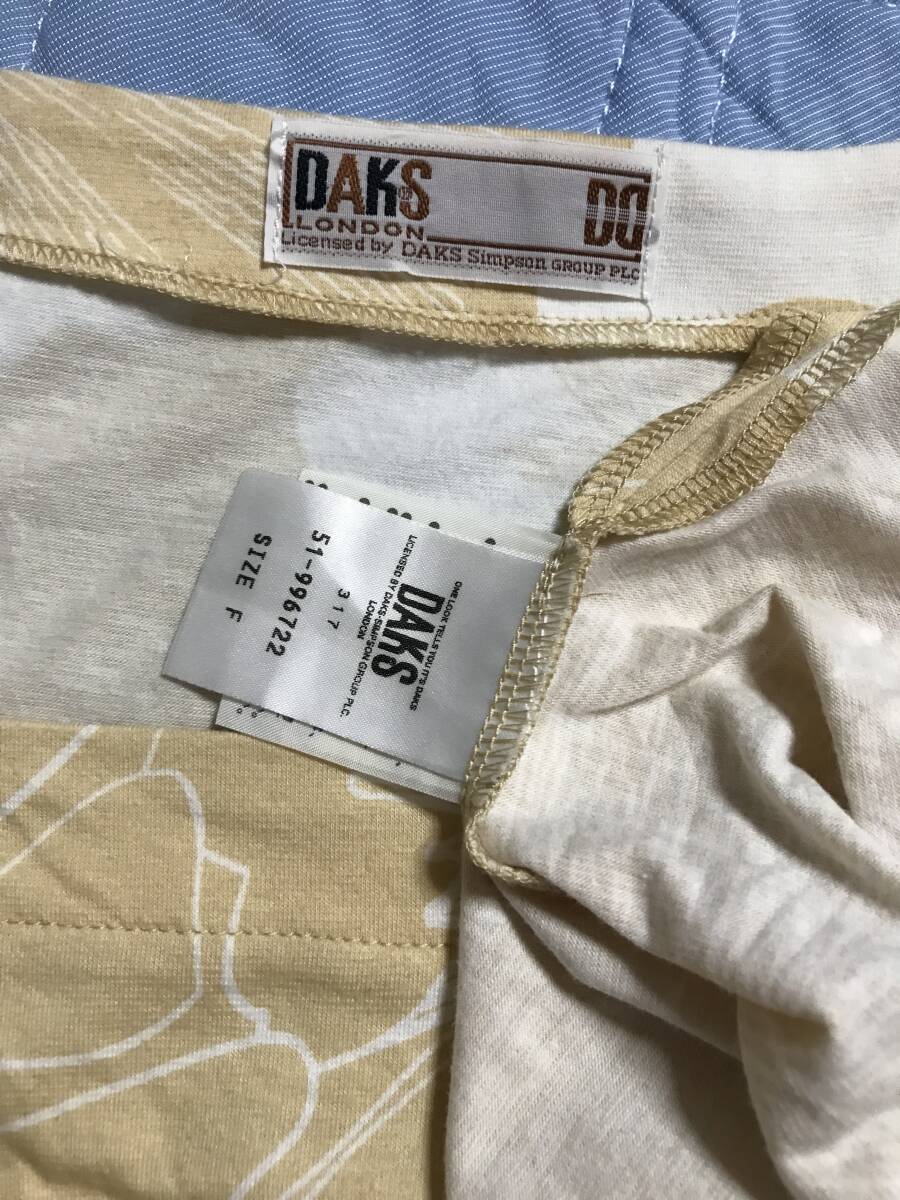 DAKS
LONDON
Licensed by DAKS Simpson GROUP PLC
DD
ONE LOOK TELLS YOU IT'S DAKS
DAKS
LICENSED BY DAKS-SIMPSON GROUP PLC.
LONDON
317
51-996722
SIZE F